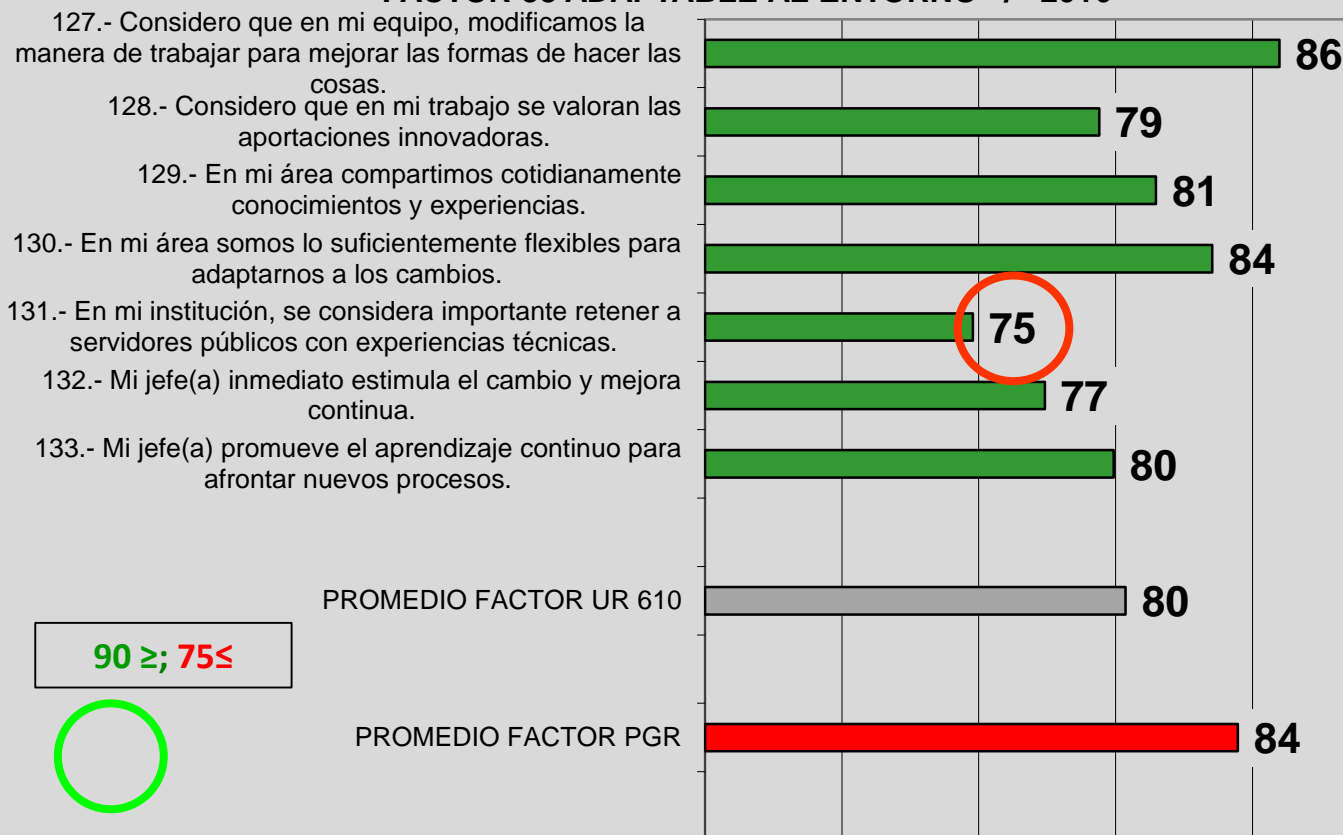 127.- Considero que en mi equipo, modificamos la
manera de trabajar para mejorar las formas de hacer las
cosas.
86
128.- Considero que en mi trabajo se valoran las
aportaciones innovadoras.
79
129.- En mi área compartimos cotidianamente
conocimientos y experiencias.
81
130.- En mi área somos lo suficientemente flexibles para
adaptarnos a los cambios.
84
131.- En mi institución, se considera importante retener a
servidores públicos con experiencias técnicas.
75
132.- Mi jefe(a) inmediato estimula el cambio y mejora
continua.
77
133.- Mi jefe(a) promueve el aprendizaje continuo para
afrontar nuevos procesos.
80
PROMEDIO FACTOR UR 610
80
90 ≥; 75≤
PROMEDIO FACTOR PGR
84